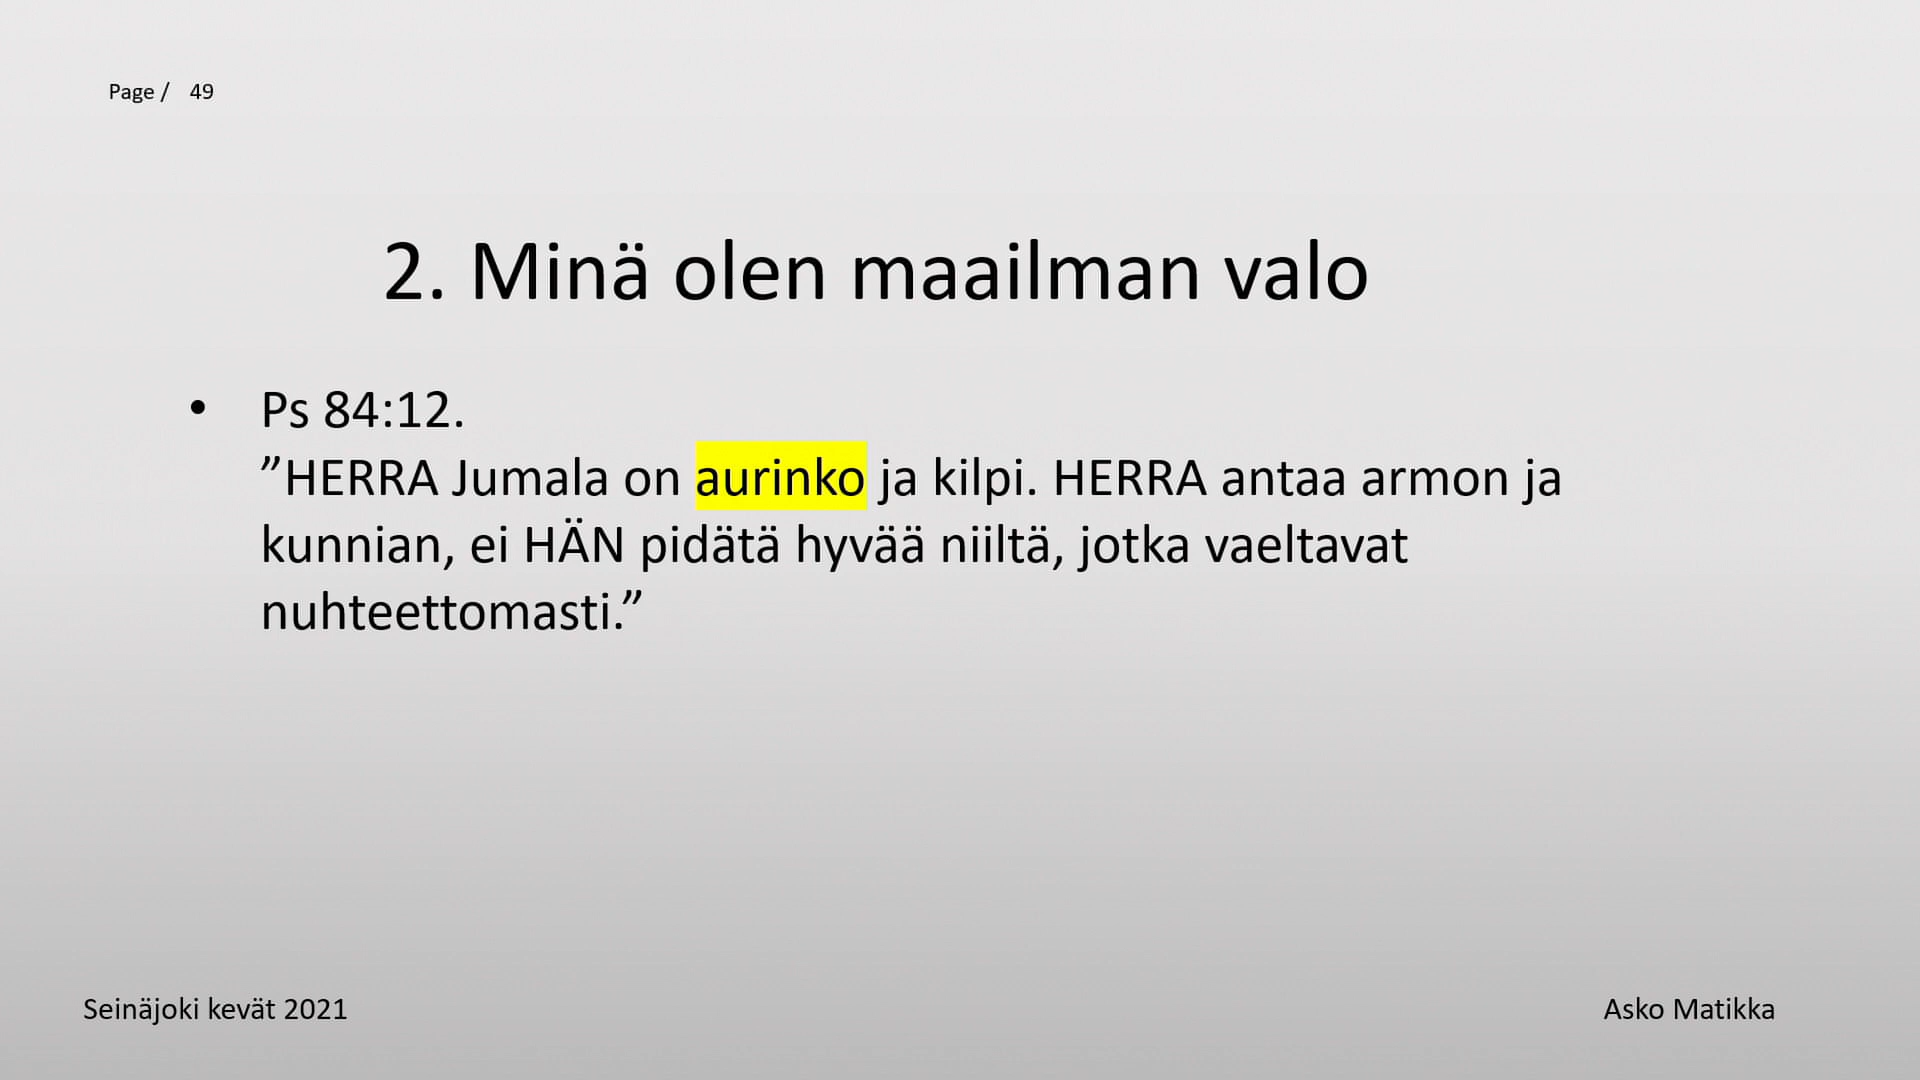 Page / 49
2. Minä olen maailman valo
• Ps 84:12.
”HERRA Jumala on aurinko ja kilpi. HERRA antaa armon ja
kunnian, ei HÄN pidätä hyvää niiltä, jotka vaeltavat
nuhteettomasti.”
Seinäjoki kevät 2021
Asko Matikka